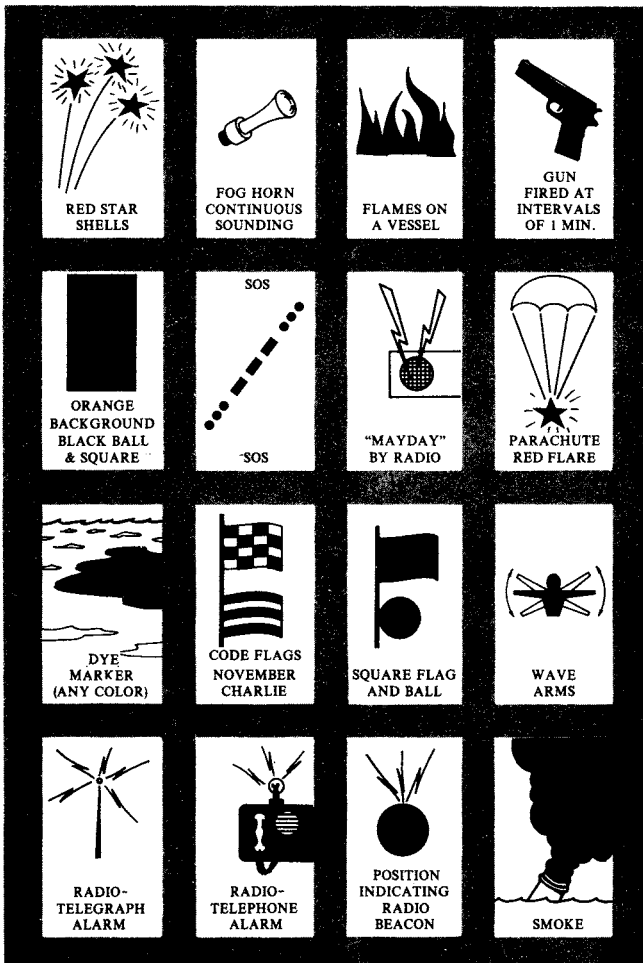 RED STAR
SHELLS
FOG HORN
CONTINUOUS
SOUNDING
FLAMES ON
A VESSEL
GUN
FIRED AT
INTERVALS
OF 1 MIN.
ORANGE
BACKGROUND
BLACK BALL
& SQUARE
SOS
SOS
"MAYDAY"
BY RADIO
PARACHUTE
RED FLARE
DYE
MARKER
(ANY COLOR)
CODE FLAGS
NOVEMBER
CHARLIE
SQUARE FLAG
AND BALL
WAVE
ARMS
RADIO-
TELEGRAPH
ALARM
RADIO-
TELEPHONE
ALARM
POSITION
INDICATING
RADIO
BEACON
SMOKE